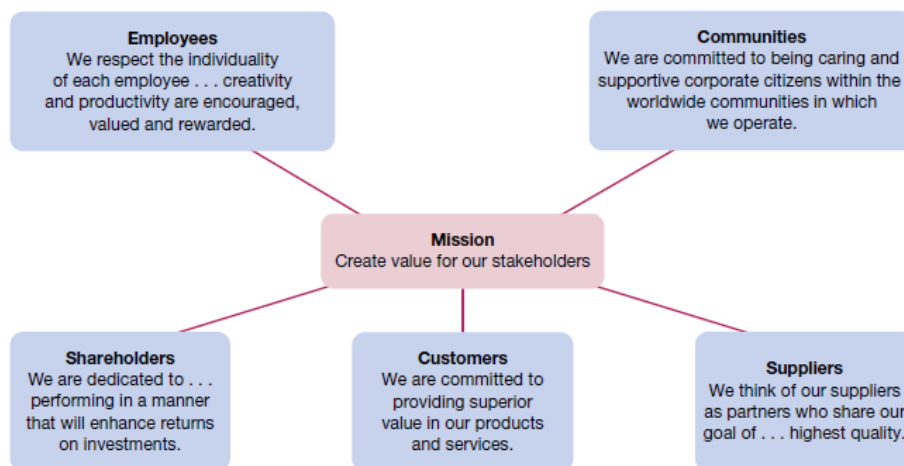 Employees
We respect the individuality
of each employee . . . creativity
and productivity are encouraged,
valued and rewarded.
Communities
We are committed to being caring and
supportive corporate citizens within the
worldwide communities in which
we operate.
Mission
Create value for our stakeholders
Shareholders
We are dedicated to . . .
performing in a manner
that will enhance returns
on investments.
Customers
We are committed to
providing superior
value in our products
and services.
Suppliers
We think of our suppliers
as partners who share our
goal of . . . highest quality.